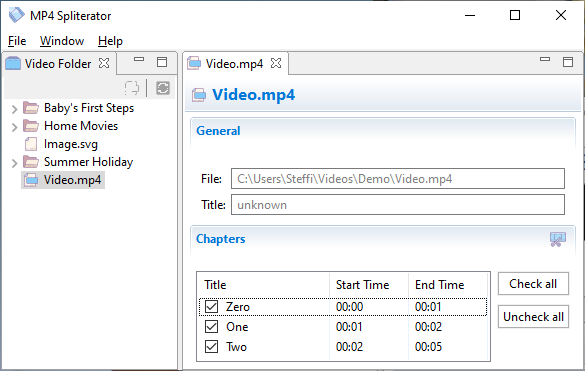 MP4 Spliterator
File Window Help
Video Folder
Baby's First Steps
Home Movies
Image.svg
Summer Holiday
Video.mp4
Video.mp4
Video.mp4
General
File: C:\Users\Steffi\Videos\Demo\Video.mp4
Title: unknown
Chapters
Title Start Time End Time
Zero 00:00 00:01
One 00:01 00:02
Two 00:02 00:05
Check all
Uncheck all